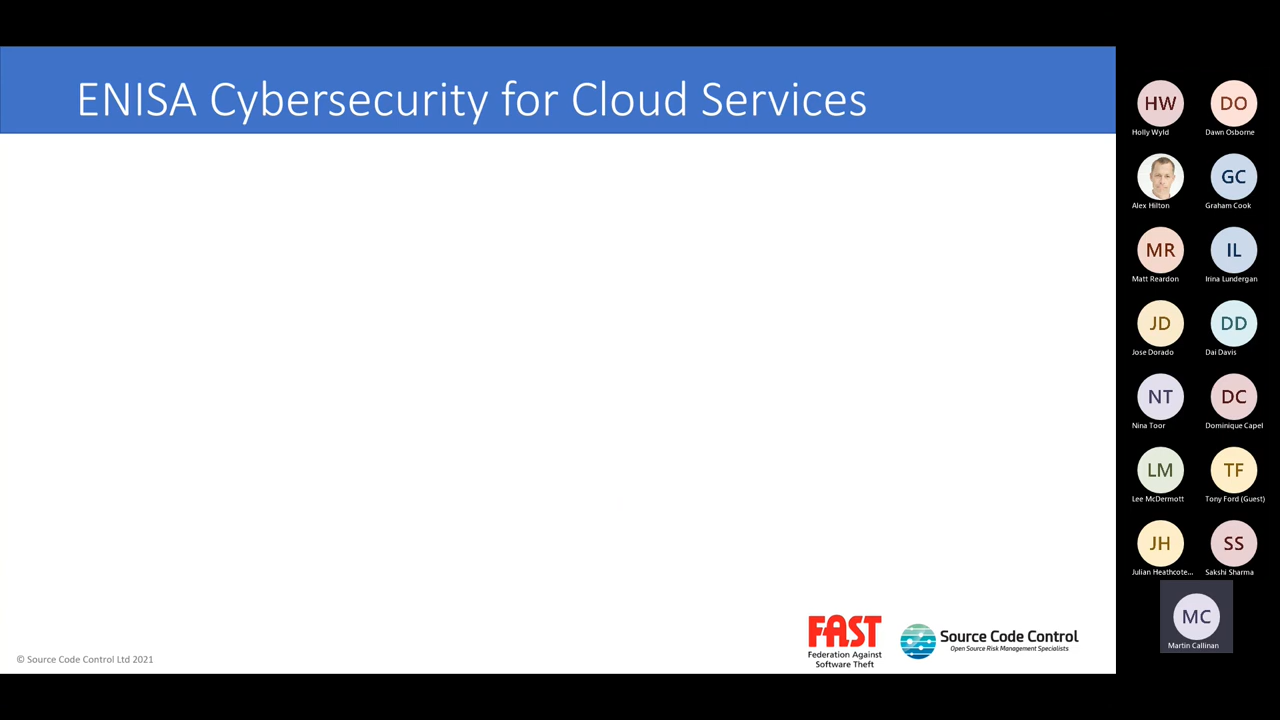 ENISA Cybersecurity for Cloud Services
HW
Holly Wyld
DO
Dawn Osborne
Alex Hilton
GC
Graham Cook
MR
Matt Reardon
IL
Irina Lundergan
JD
Jose Dorado
DD
Dai Davis
NT
Nina Toor
DC
Dominique Capel
LM
Lee McDermott
TF
Tony Ford (Guest)
JH
Julian Heathcote...
SS
Sakshi Sharma
MC
Martin Callinan
FAST
Federation Against
Software Theft
Source Code Control
Open Source Risk Management Specialists
© Source Code Control Ltd 2021